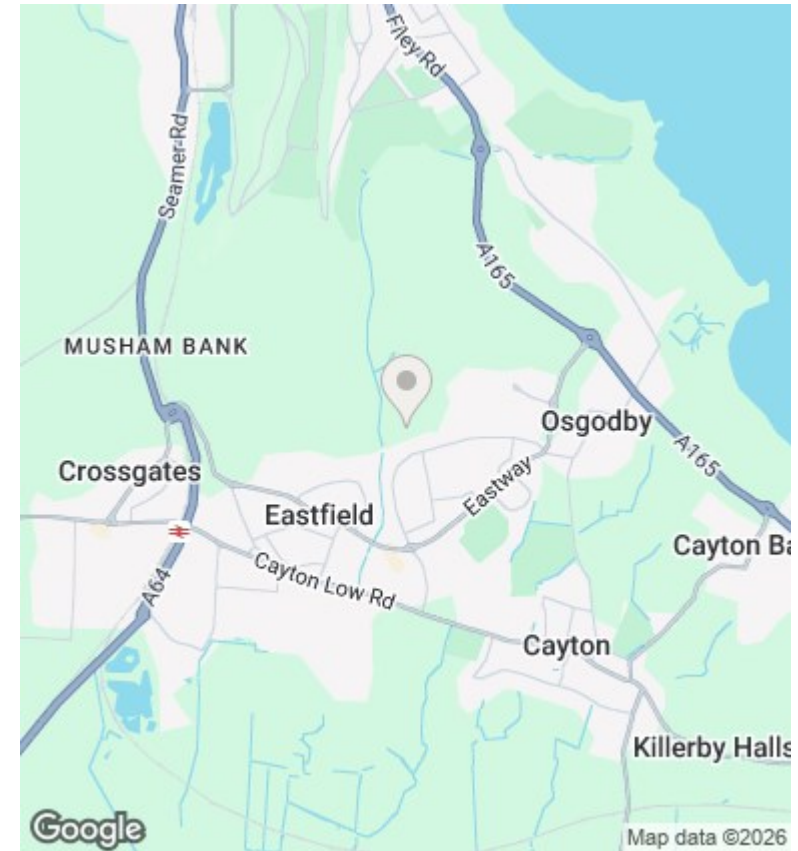 Filey Rd
Seamer Rd
A165
MUSHAM BANK
Osgodby
A165
Crossgates
Eastway
Eastfield
Cayton Ba
A64
Cayton Low Rd
Cayton
Killerby Halls
Google
Map data ©2026